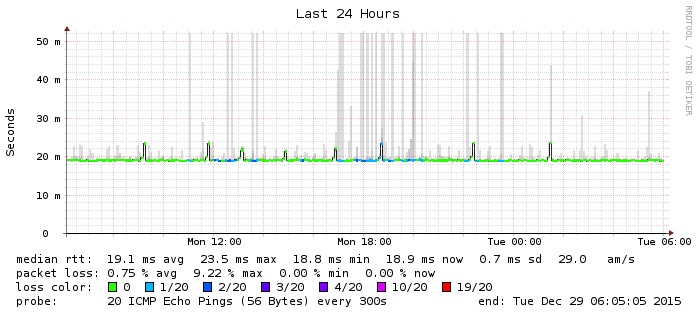 Last 24 Hours
RRDTOOL / TOBI OETIKER
Seconds
50 m
40 m
30 m
20 m
10 m
0
Mon 12:00 Mon 18:00 Tue 00:00 Tue 06:00
median rtt: 19.1 ms avg 23.5 ms max 18.8 ms min 18.9 ms now 0.7 ms sd 29.0 am/s
packet loss: 0.75 % avg 9.22 % max 0.00 % min 0.00 % now
loss color: 0 1/20 2/20 3/20 4/20 10/20 19/20
probe: 20 ICMP Echo Pings (56 Bytes) every 300s end: Tue Dec 29 06:05:05 2015